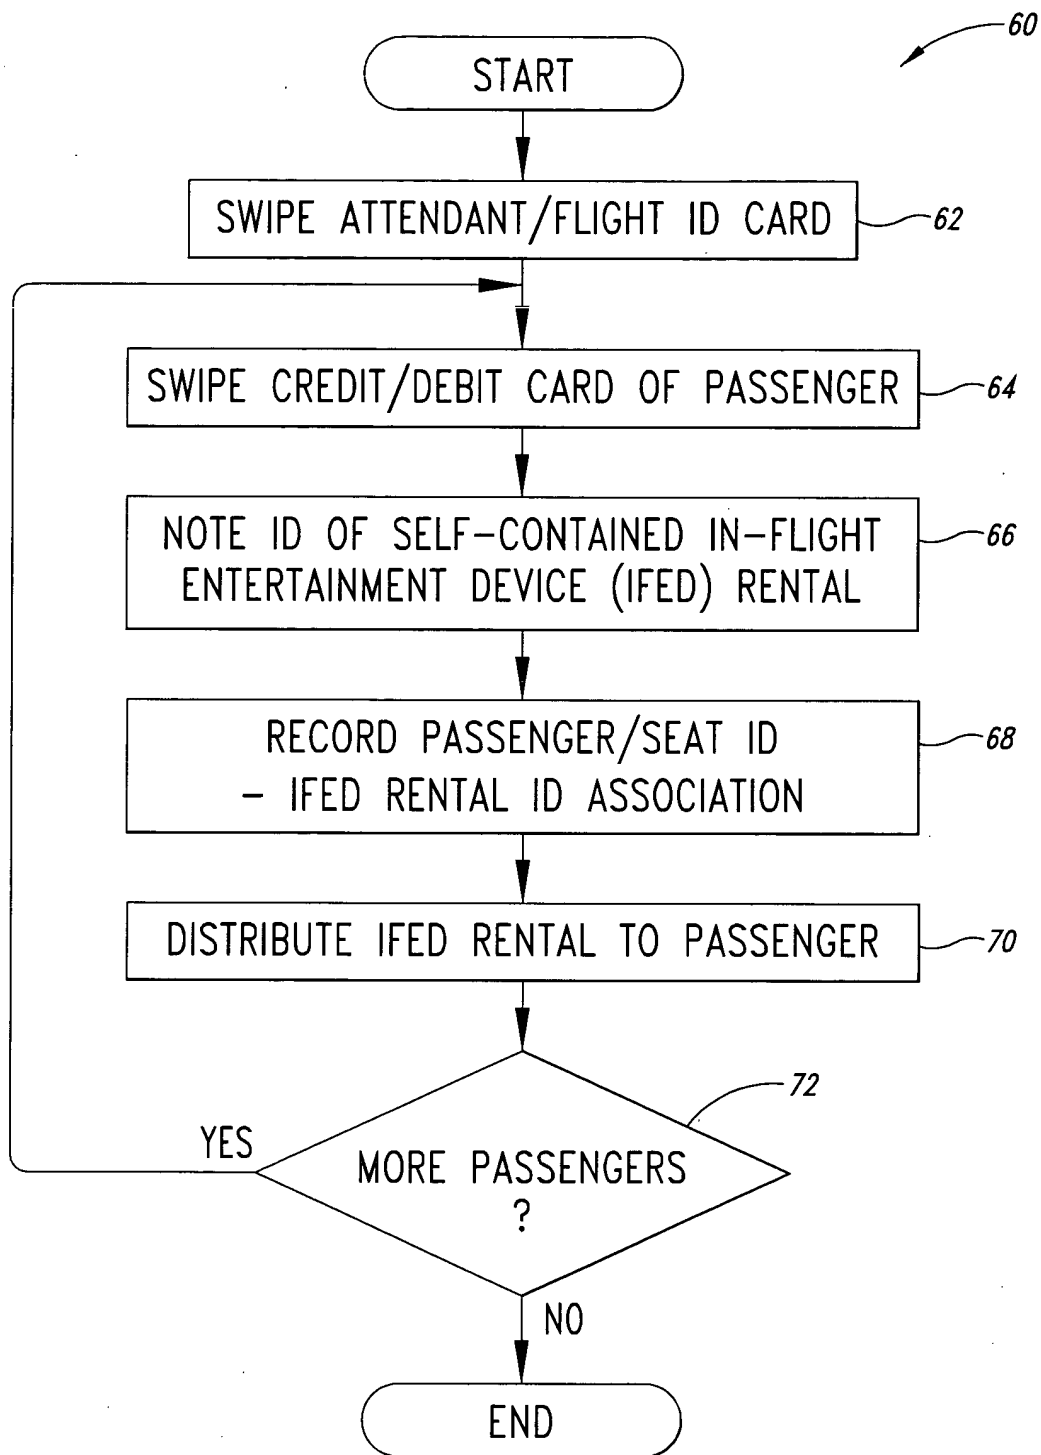 60
START
SWIPE ATTENDANT/FLIGHT ID CARD
62
SWIPE CREDIT/DEBIT CARD OF PASSENGER
64
NOTE ID OF SELF-CONTAINED IN-FLIGHT
ENTERTAINMENT DEVICE (IFED) RENTAL
66
RECORD PASSENGER/SEAT ID
- IFED RENTAL ID ASSOCIATION
68
DISTRIBUTE IFED RENTAL TO PASSENGER
70
72
YES
MORE PASSENGERS
?
NO
END